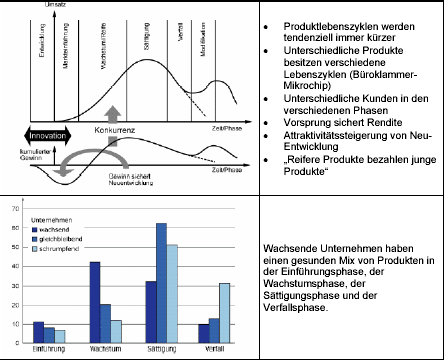 Umsatz
Entwicklung
Markteinführung
Wachstum/Reife
Sättigung
Verfall
Modifikation
Zeit/Phase
Innovation
Konkurrenz
kumulierter
Gewinn
Zeit/Phase
Gewinn sichert
Neuentwicklung
• Produktlebenszyklen werden
tendenziell immer kürzer
• Unterschiedliche Produkte
besitzen verschiedene
Lebenszyklen (Büroklammer-
Mikrochip)
• Unterschiedliche Kunden in den
verschiedenen Phasen
• Vorsprung sichert Rendite
• Attraktivitätssteigerung von Neu-
Entwicklung
• „Reifere Produkte bezahlen junge
Produkte“
70
60
50
40
30
20
10
0
Unternehmen
wachsend
gleichbleibend
schrumpfend
Einführung
Wachstum
Sättigung
Verfall
Wachsende Unternehmen haben
einen gesunden Mix von Produkten in
der Einführungsphase, der
Wachstumsphase, der
Sättigungsphase und der
Verfallsphase.